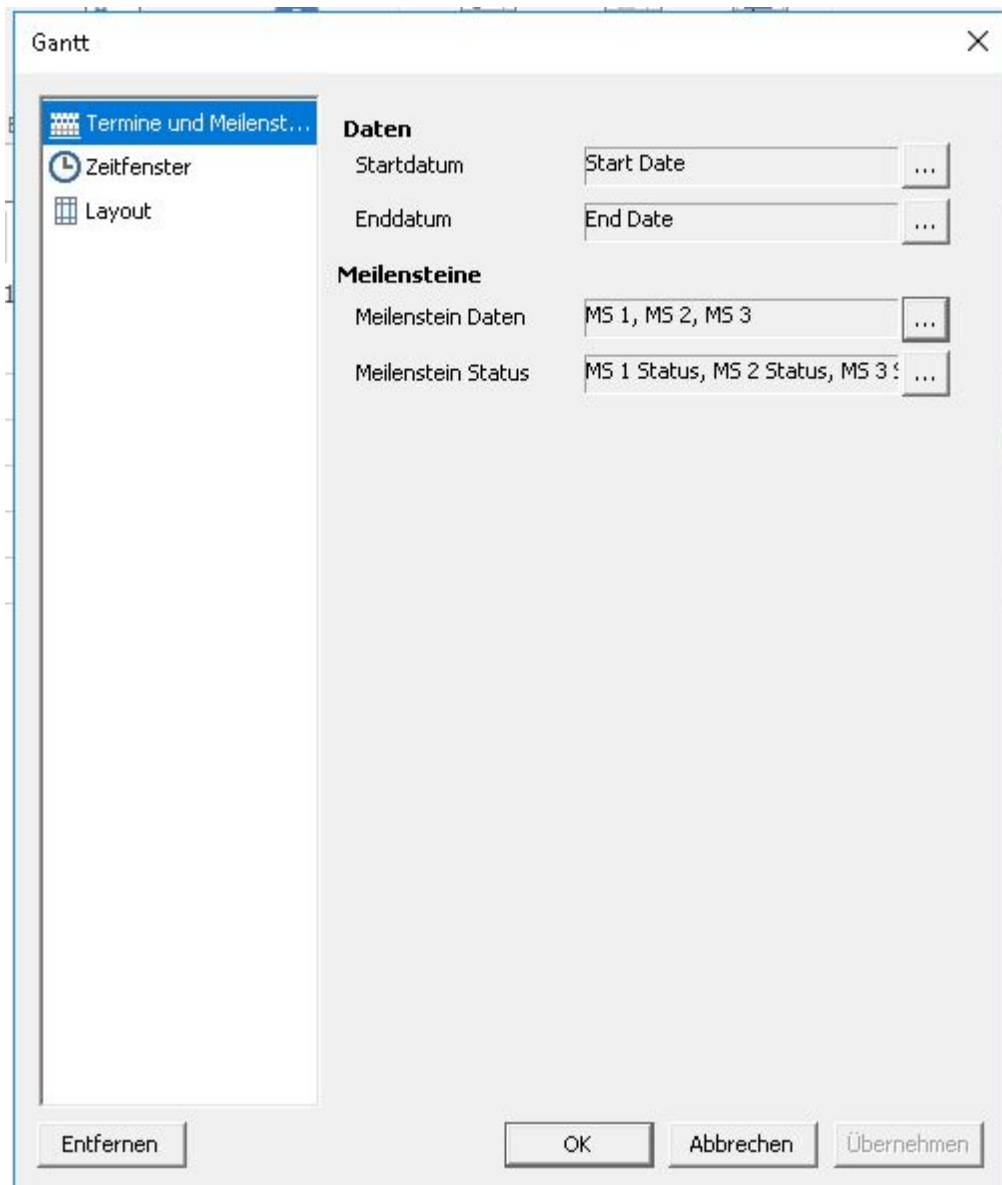 Gantt
Termine und Meilenst...
Zeitfenster
Layout
Daten
Startdatum
Start Date
...
Enddatum
End Date
...
Meilensteine
Meilenstein Daten
MS 1, MS 2, MS 3
...
Meilenstein Status
MS 1 Status, MS 2 Status, MS 3
...
Entfernen
OK
Abbrechen
Übernehmen